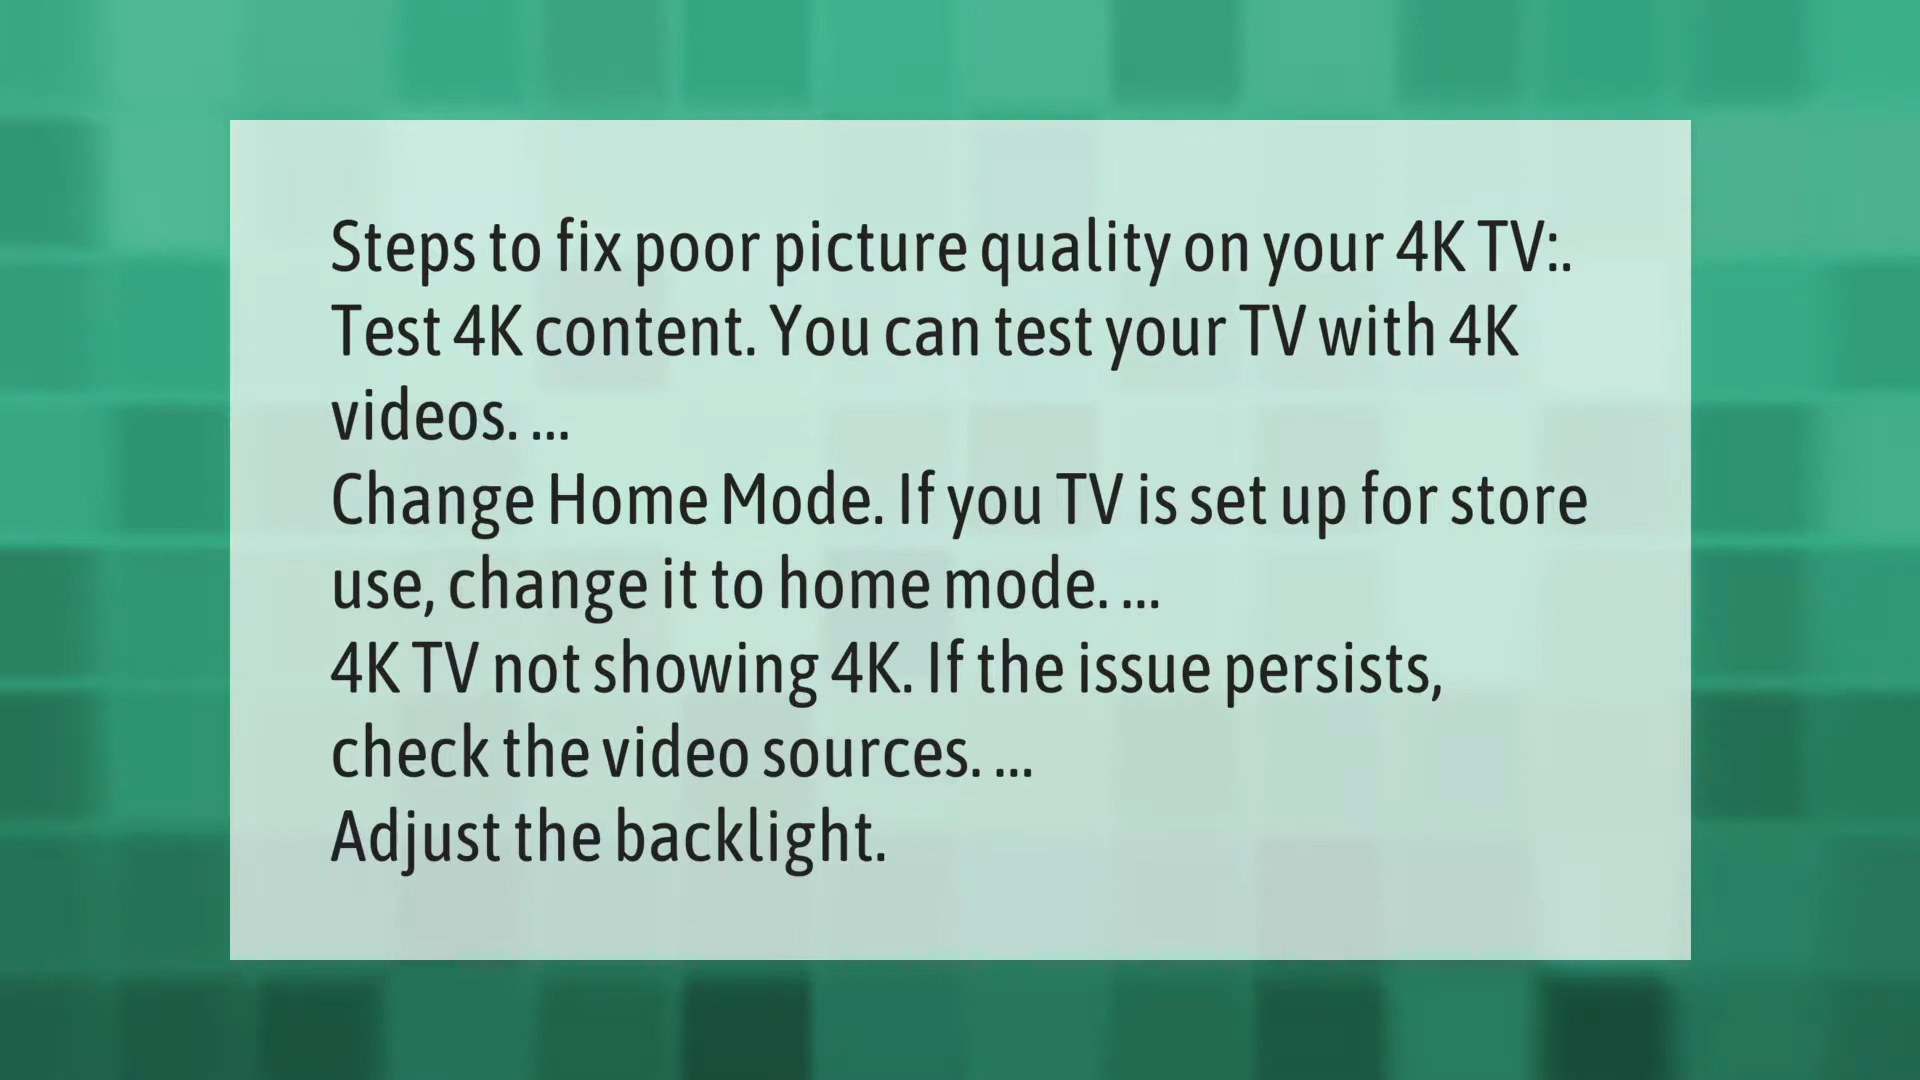 Steps to fix poor picture quality on your 4K TV:.
Test 4K content. You can test your TV with 4K
videos. ...
Change Home Mode. If you TV is set up for store
use, change it to home mode. ...
4K TV not showing 4K. If the issue persists,
check the video sources. ...
Adjust the backlight.